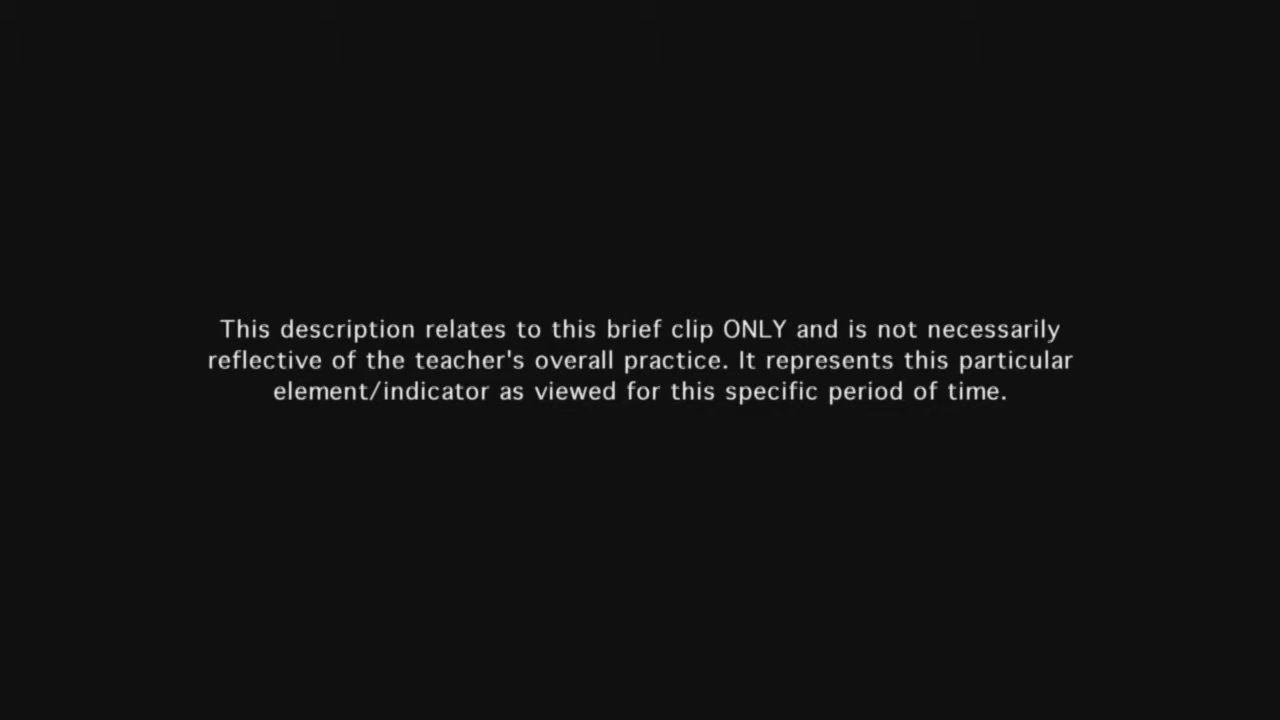 This description relates to this brief clip ONLY and is not necessarily
reflective of the teacher's overall practice. It represents this particular
element/indicator as viewed for this specific period of time.